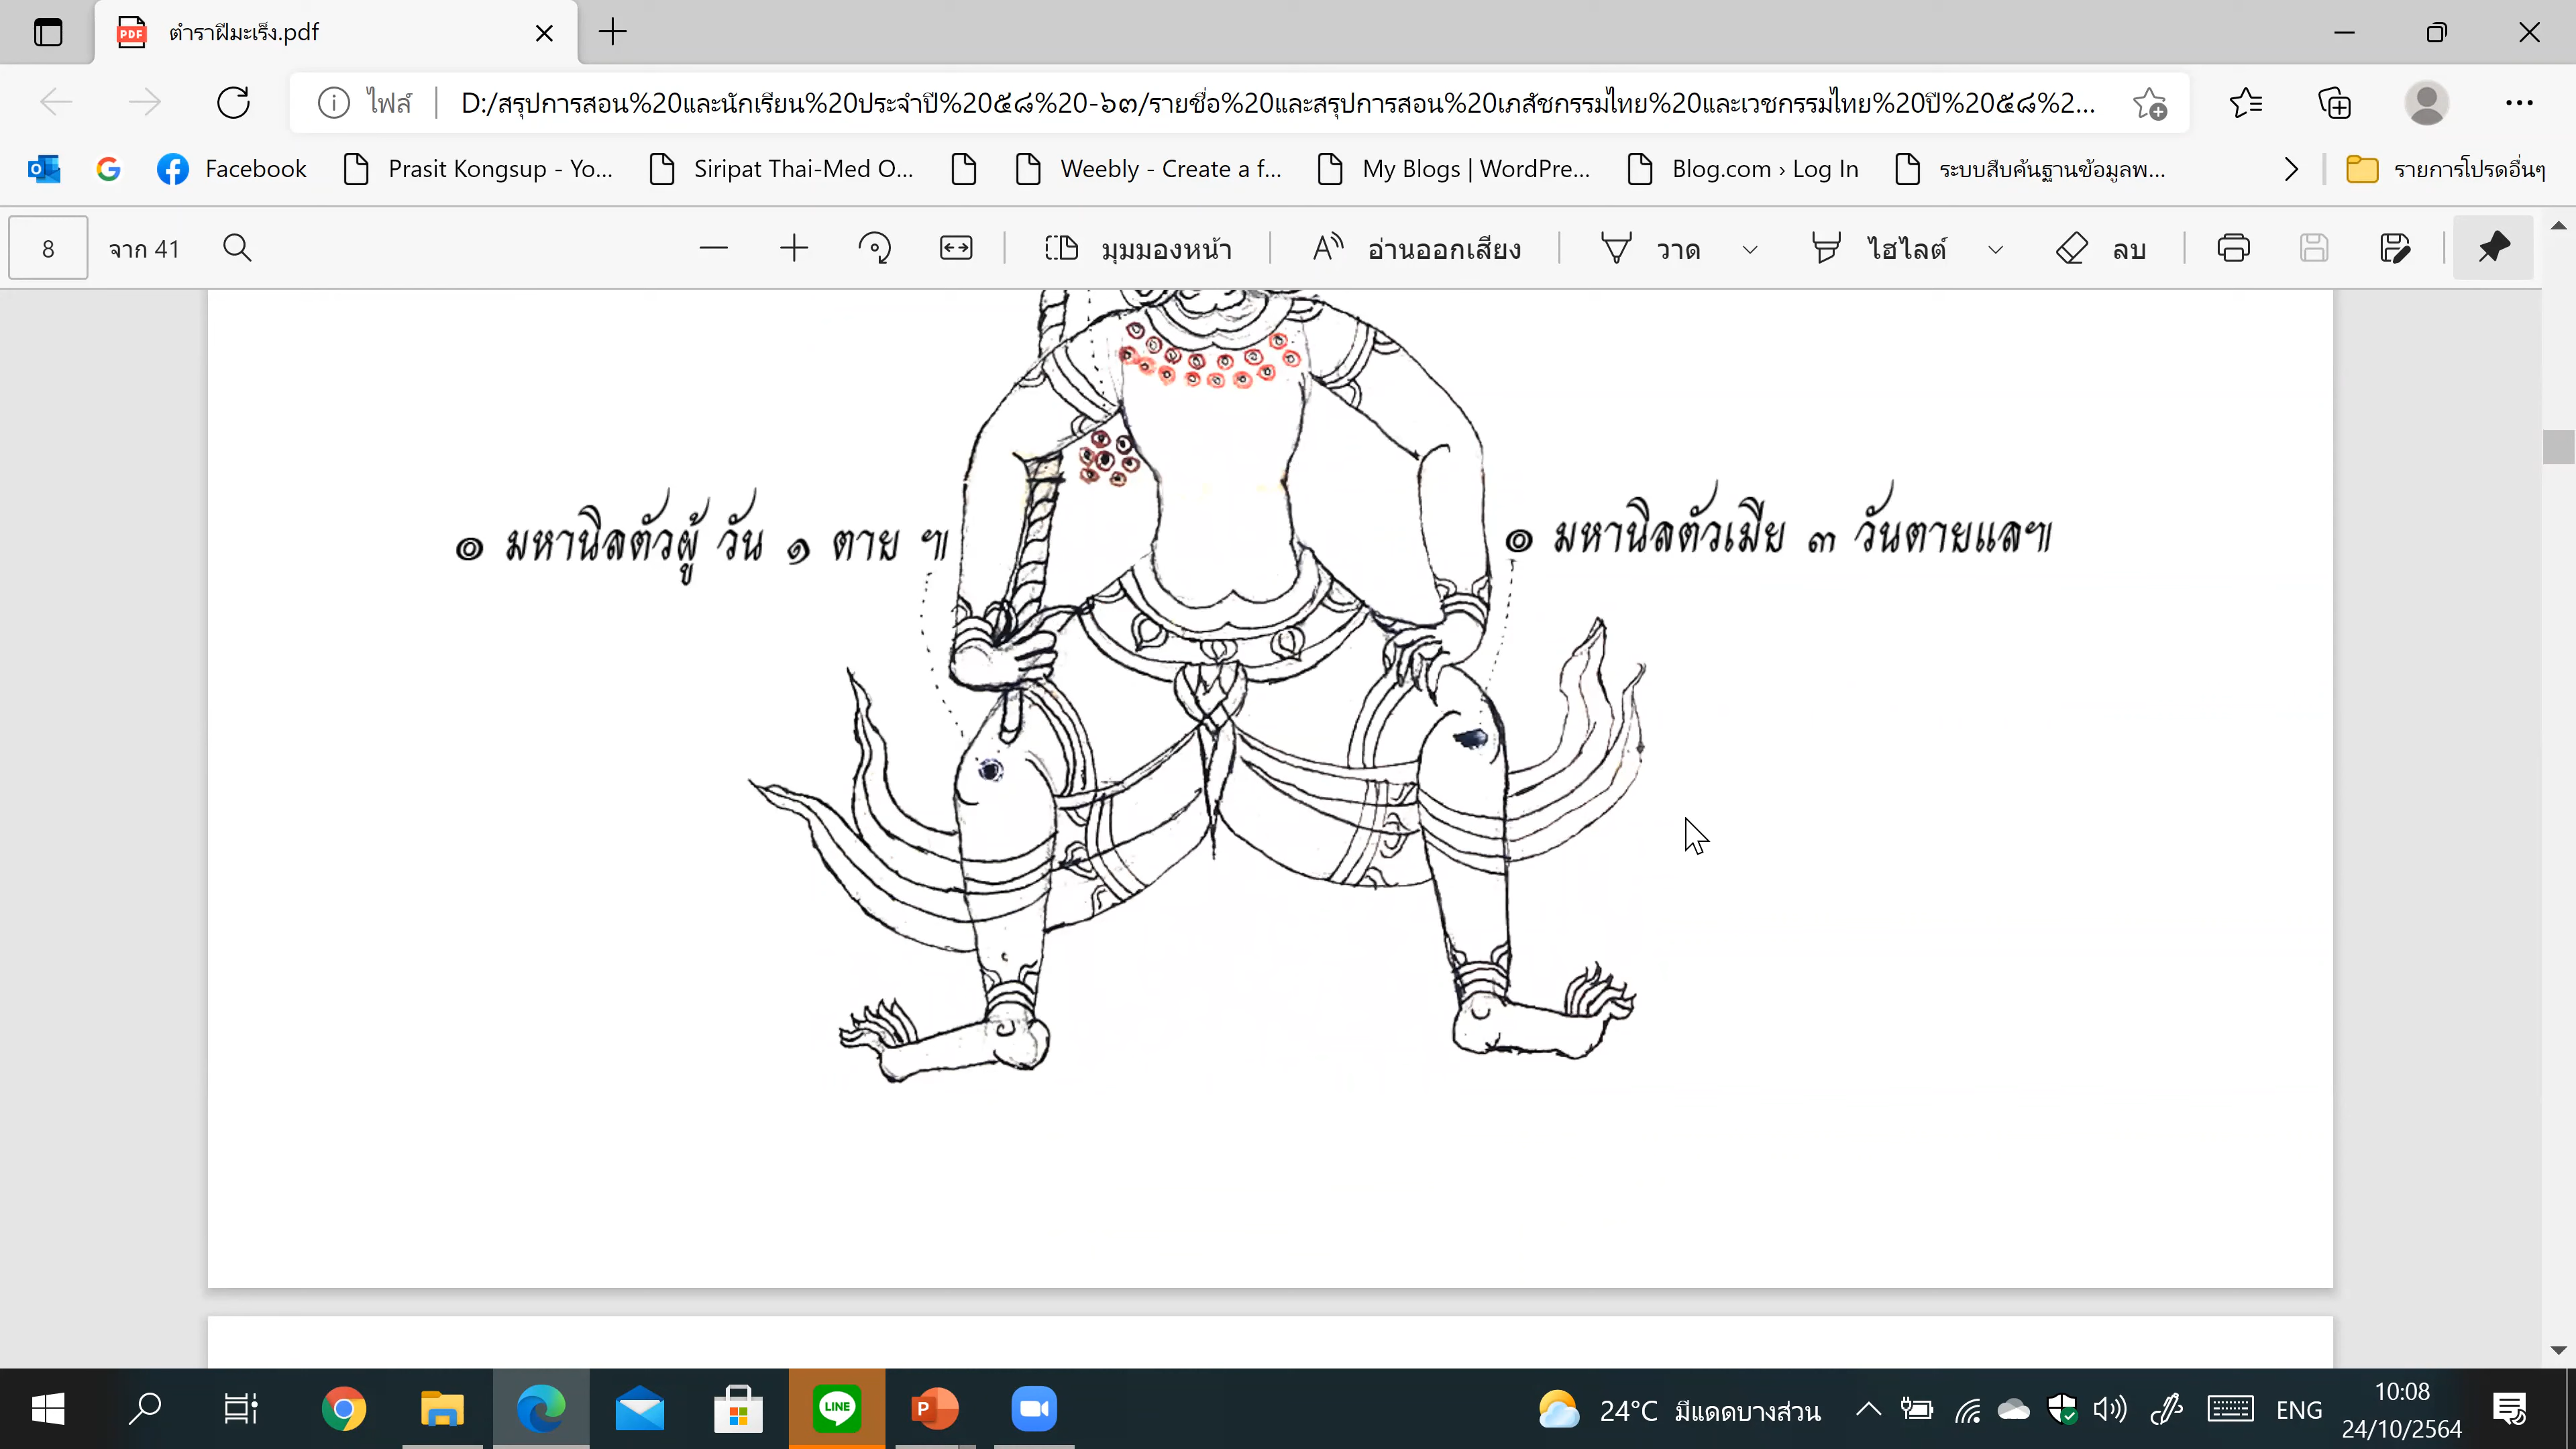 ตำราฝีมะเร็ง.pdf
ไฟล์ D:/สรุปการสอน%20และนักเรียน%20ประจำปี%20๕๘%20-๖๓/รายชื่อ%20และสรุปการสอน%20เภสัชกรรมไทย%20และเวชกรรมไทย%20ปี%20๕๘%2...
Facebook Prasit Kongsup - Yo... Siripat Thai-Med O... Weebly - Create a f... My Blogs | WordPre... Blog.com › Log In ระบบสืบค้นฐานข้อมูลพ... รายการโปรดอื่นๆ
8 จาก 41 มุมมองหน้า อ่านออกเสียง วาด ไฮไลต์ ลบ
๏ มหานิลตัวผู้ วัน ๑ ตาย ฯ
๏ มหานิลตัวเมีย ๓ วันตายแลฯ
24°C มีแดดบางส่วน ENG 10:08
24/10/2564